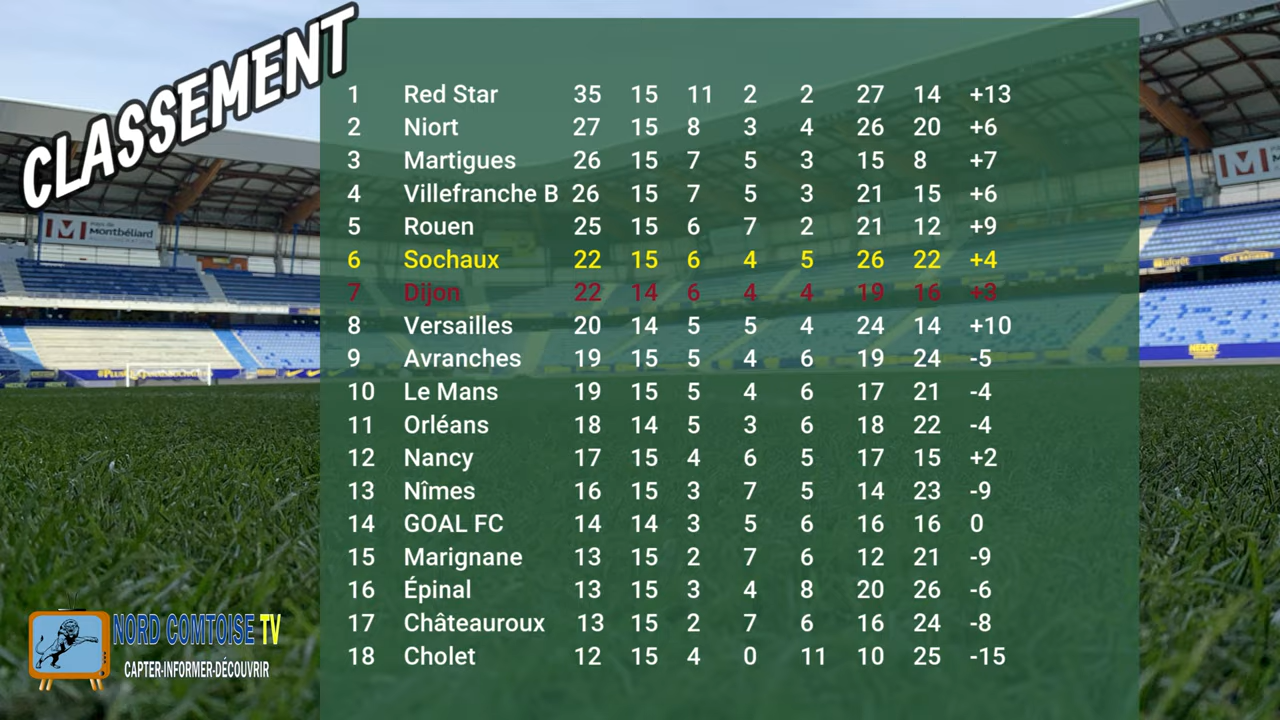 CLASSEMENT
1 Red Star 35 15 11 2 2 27 14 +13
2 Niort 27 15 8 3 4 26 20 +6
3 Martigues 26 15 7 5 3 15 8 +7
4 Villefranche B 26 15 7 5 3 21 15 +6
5 Rouen 25 15 6 7 2 21 12 +9
6 Sochaux 22 15 6 4 5 26 22 +4
7 Dijon 22 14 6 4 4 19 16 +3
8 Versailles 20 14 5 5 4 24 14 +10
9 Avranches 19 15 5 4 6 19 24 -5
10 Le Mans 19 15 5 4 6 17 21 -4
11 Orléans 18 14 5 3 6 18 22 -4
12 Nancy 17 15 4 6 5 17 15 +2
13 Nîmes 16 15 3 7 5 14 23 -9
14 GOAL FC 14 14 3 5 6 16 16 0
15 Marignane 13 15 2 7 6 12 21 -9
16 Épinal 13 15 3 4 8 20 26 -6
17 Châteauroux 13 15 2 7 6 16 24 -8
18 Cholet 12 15 4 0 11 10 25 -15
Montbéliard
NEDEY
NORD COMTOISE TV
CAPTER-INFORMER-DÉCOUVRIR